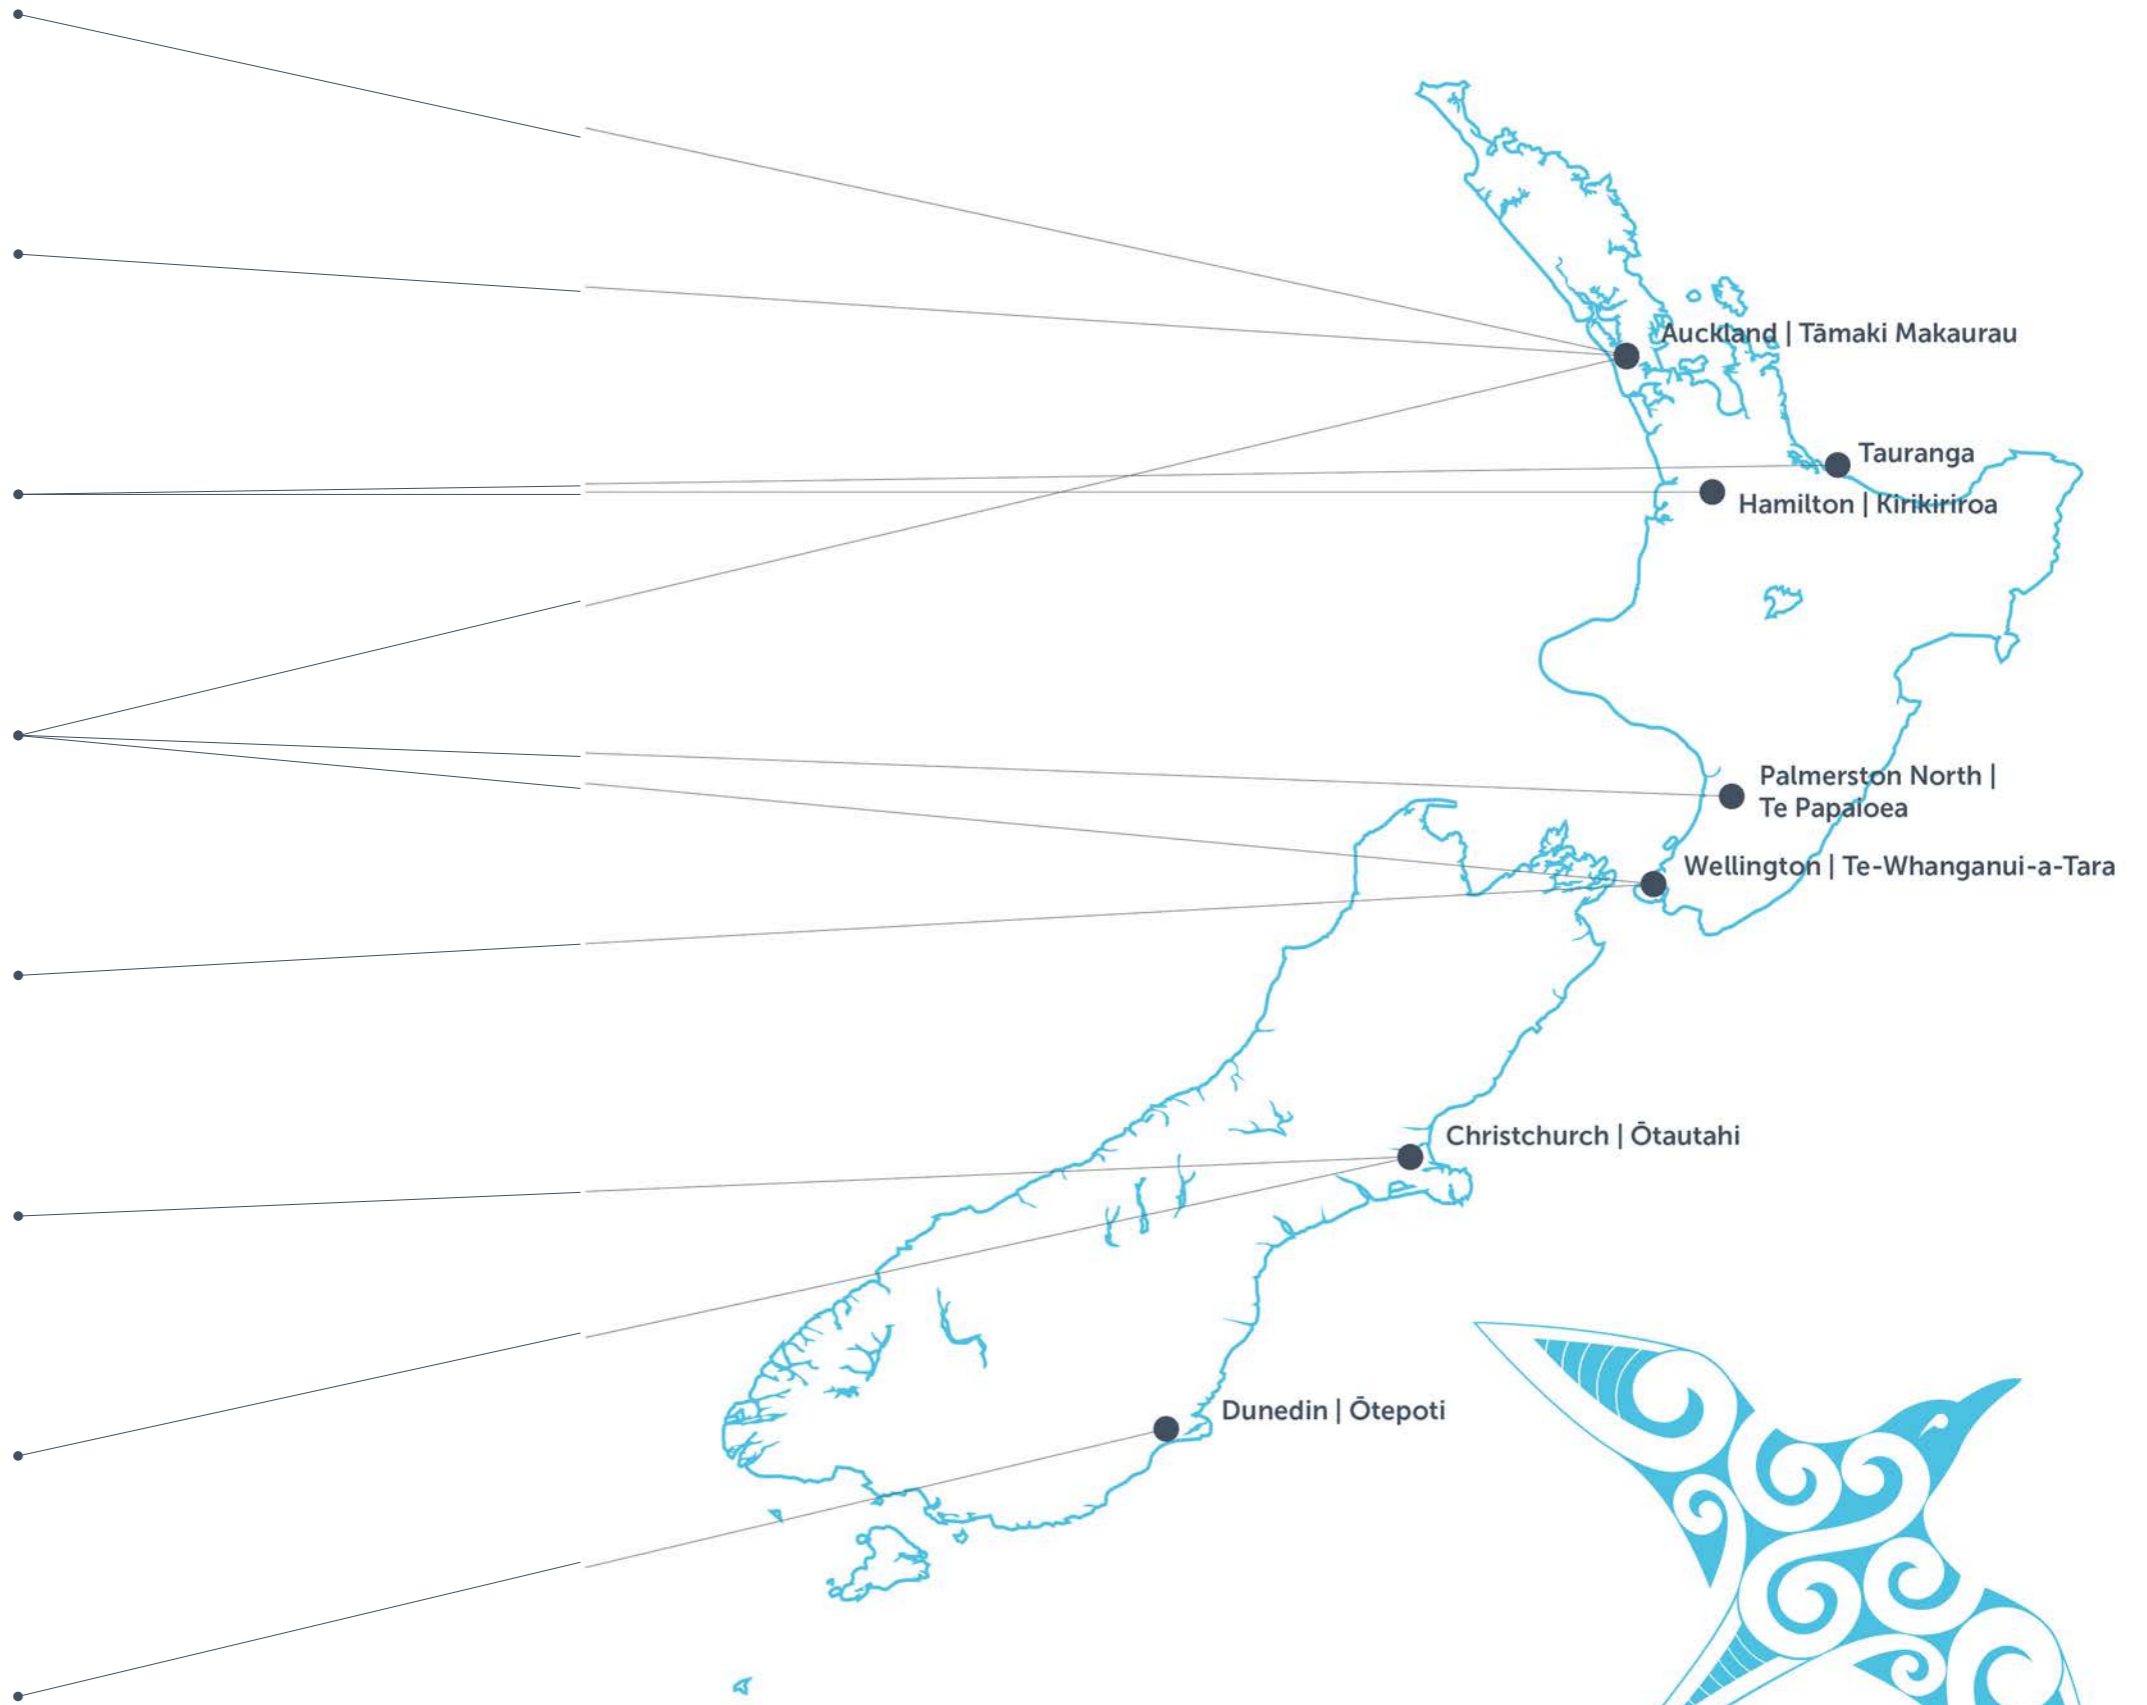 Auckland | Tāmaki Makaurau
Tauranga
Hamilton | Kirikiriroa
Palmerston North |
Te Papaioea
Wellington | Te-Whanganui-a-Tara
Christchurch | Ōtautahi
Dunedin | Ōtepoti